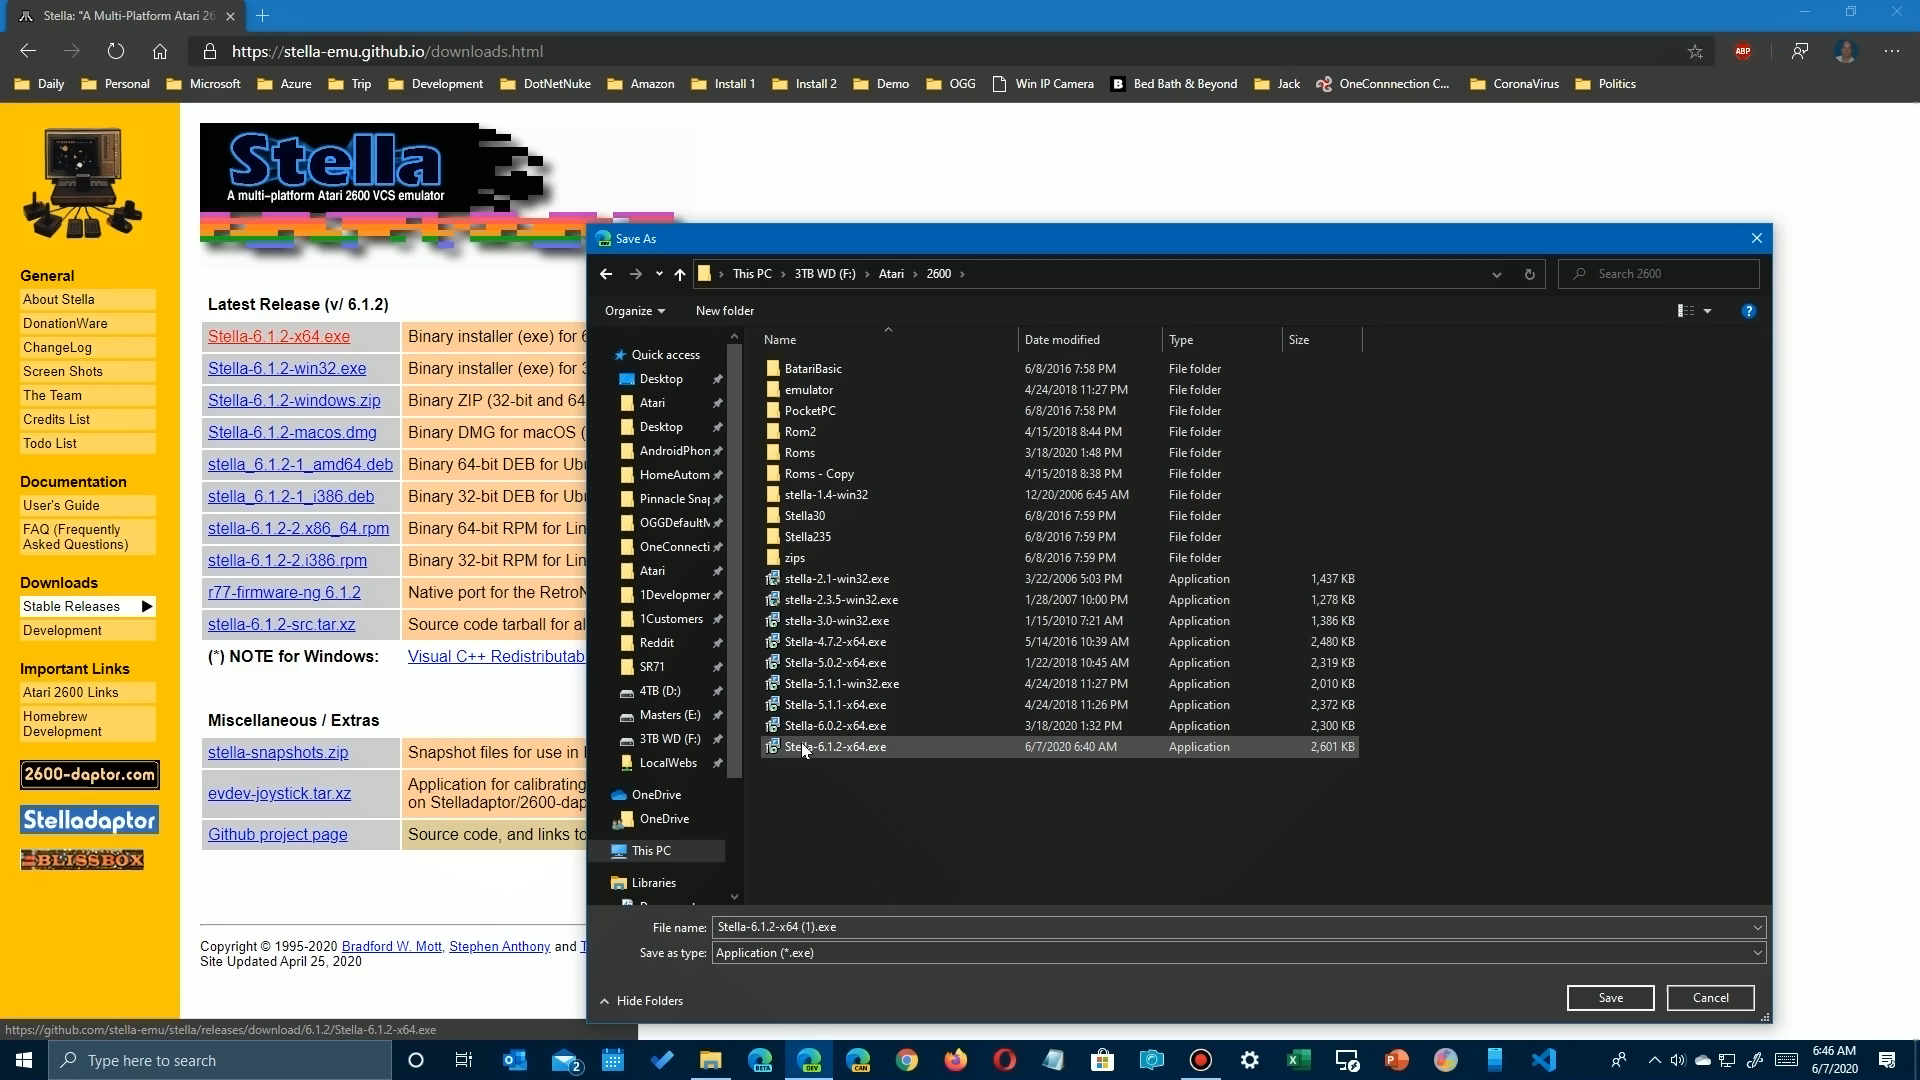 Stella: "A Multi-Platform Atari 26
https://stella-emu.github.io/downloads.html
ABP
Daily
Personal
Microsoft
Azure
Trip
Development
DotNetNuke
Amazon
Install 1
Install 2
Demo
OGG
Win IP Camera
B Bed Bath & Beyond
Jack
OneConnnection C...
CoronaVirus
Politics
Stella
A multi-platform Atari 2600 VCS emulator
General
About Stella
DonationWare
ChangeLog
Screen Shots
The Team
Credits List
Todo List
Documentation
User's Guide
FAQ (Frequently
Asked Questions)
Downloads
Stable Releases
Development
Important Links
Atari 2600 Links
Homebrew
Development
2600-daptor.com
Stelladaptor
BLISSBOX
Latest Release (v/ 6.1.2)
Stella-6.1.2-x64.exe Binary installer (exe) for 6
Stella-6.1.2-win32.exe Binary installer (exe) for 3
Stella-6.1.2-windows.zip Binary ZIP (32-bit and 64
Stella-6.1.2-macos.dmg Binary DMG for macOS (
stella_6.1.2-1_amd64.deb Binary 64-bit DEB for Ubu
stella_6.1.2-1_i386.deb Binary 32-bit DEB for Ubu
stella-6.1.2-2.x86_64.rpm Binary 64-bit RPM for Lin
stella-6.1.2-2.i386.rpm Binary 32-bit RPM for Lin
r77-firmware-ng 6.1.2 Native port for the RetroN
stella-6.1.2-src.tar.xz Source code tarball for al
(*) NOTE for Windows: Visual C++ Redistributab
Miscellaneous / Extras
stella-snapshots.zip Snapshot files for use in
evdev-joystick.tar.xz Application for calibrating
on Stelladaptor/2600-dap
Github project page Source code, and links to
Copyright © 1995-2020 Bradford W. Mott, Stephen Anthony and T
Site Updated April 25, 2020
https://github.com/stella-emu/stella/releases/download/6.1.2/Stella-6.1.2-x64.exe
Save As
This PC
3TB WD (F:)
Atari
2600
Search 2600
Organize
New folder
?
Quick access
Desktop
Atari
Desktop
AndroidPhon
HomeAutom
Pinnacle Snap
OGGDefaultM
OneConnecti
Atari
1Developmer
1Customers
Reddit
SR71
4TB (D:)
Masters (E:)
3TB WD (F:)
LocalWebs
OneDrive
OneDrive
This PC
Libraries
Name Date modified Type Size
BatariBasic 6/8/2016 7:58 PM File folder
emulator 4/24/2018 11:27 PM File folder
PocketPC 6/8/2016 7:58 PM File folder
Rom2 4/15/2018 8:44 PM File folder
Roms 3/18/2020 1:48 PM File folder
Roms - Copy 4/15/2018 8:38 PM File folder
stella-1.4-win32 12/20/2006 6:45 AM File folder
Stella30 6/8/2016 7:59 PM File folder
Stella235 6/8/2016 7:59 PM File folder
zips 6/8/2016 7:59 PM File folder
stella-2.1-win32.exe 3/22/2006 5:03 PM Application 1,437 KB
stella-2.3.5-win32.exe 1/28/2007 10:00 PM Application 1,278 KB
stella-3.0-win32.exe 1/15/2010 7:21 AM Application 1,386 KB
Stella-4.7.2-x64.exe 5/14/2016 10:39 AM Application 2,480 KB
Stella-5.0.2-x64.exe 1/22/2018 10:45 AM Application 2,319 KB
Stella-5.1.1-win32.exe 4/24/2018 11:27 PM Application 2,010 KB
Stella-5.1.1-x64.exe 4/24/2018 11:26 PM Application 2,372 KB
Stella-6.0.2-x64.exe 3/18/2020 1:32 PM Application 2,300 KB
Stella-6.1.2-x64.exe 6/7/2020 6:40 AM Application 2,601 KB
File name: Stella-6.1.2-x64 (1).exe
Save as type: Application (*.exe)
Hide Folders
Save
Cancel
Type here to search
2
BETA
DEV
CAN
6:46 AM
6/7/2020